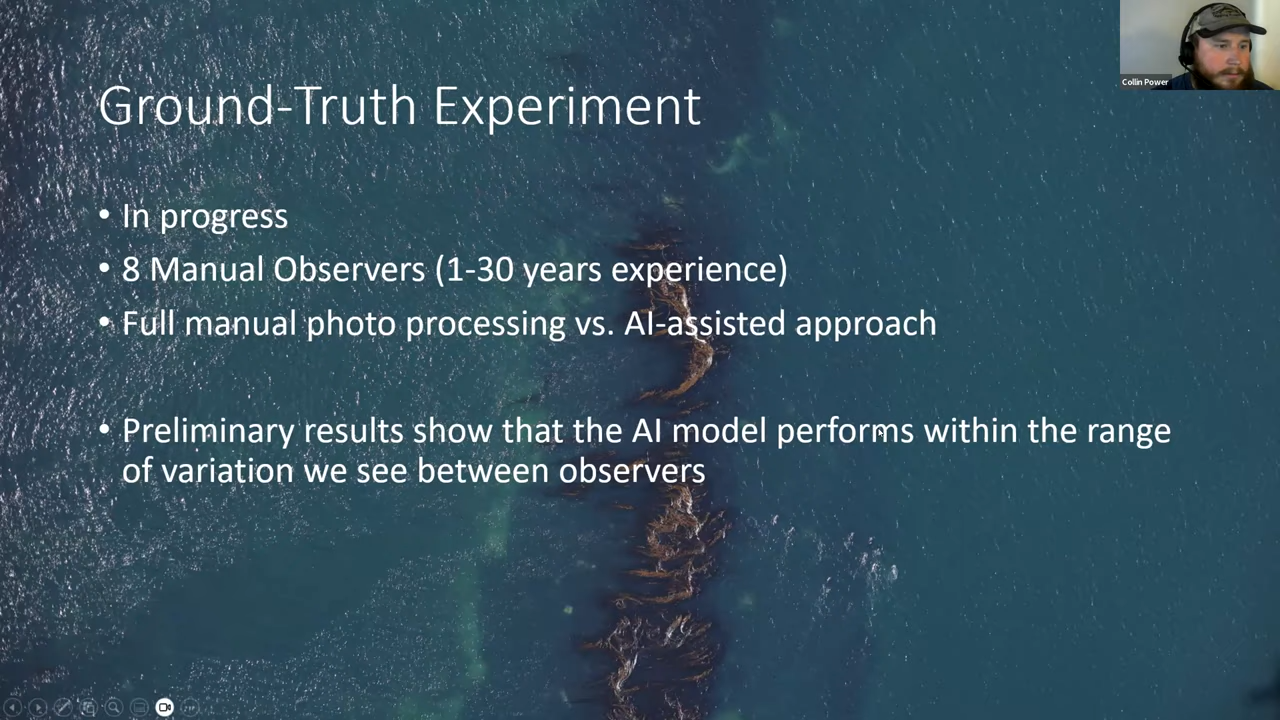 Collin Power
Ground-Truth Experiment
• In progress
• 8 Manual Observers (1-30 years experience)
• Full manual photo processing vs. AI-assisted approach
• Preliminary results show that the AI model performs within the range
of variation we see between observers